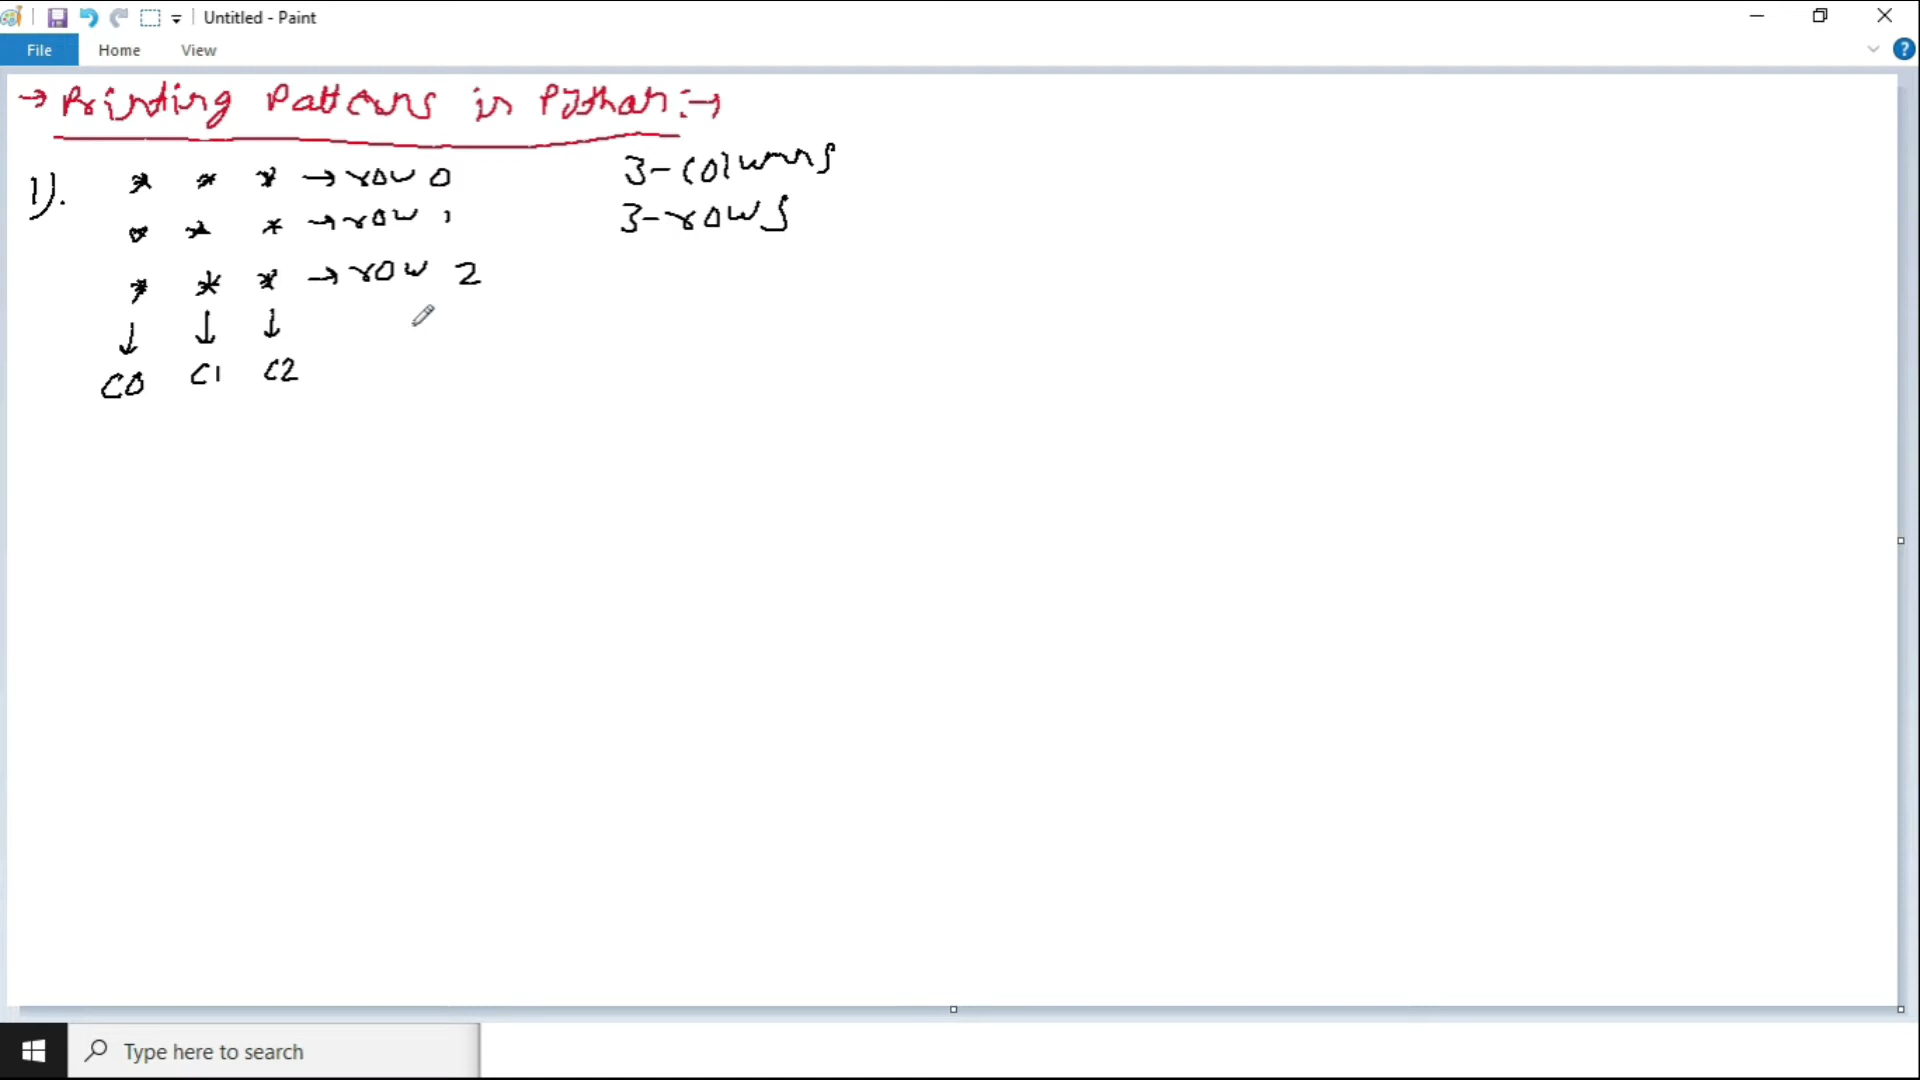 Untitled - Paint
File Home View
→ Printing Patterns in Python:→
1). * * * → row 0
* * * → row 1
* * * → row 2
↓ ↓ ↓
C0 C1 C2
3-columns
3-rows
Type here to search